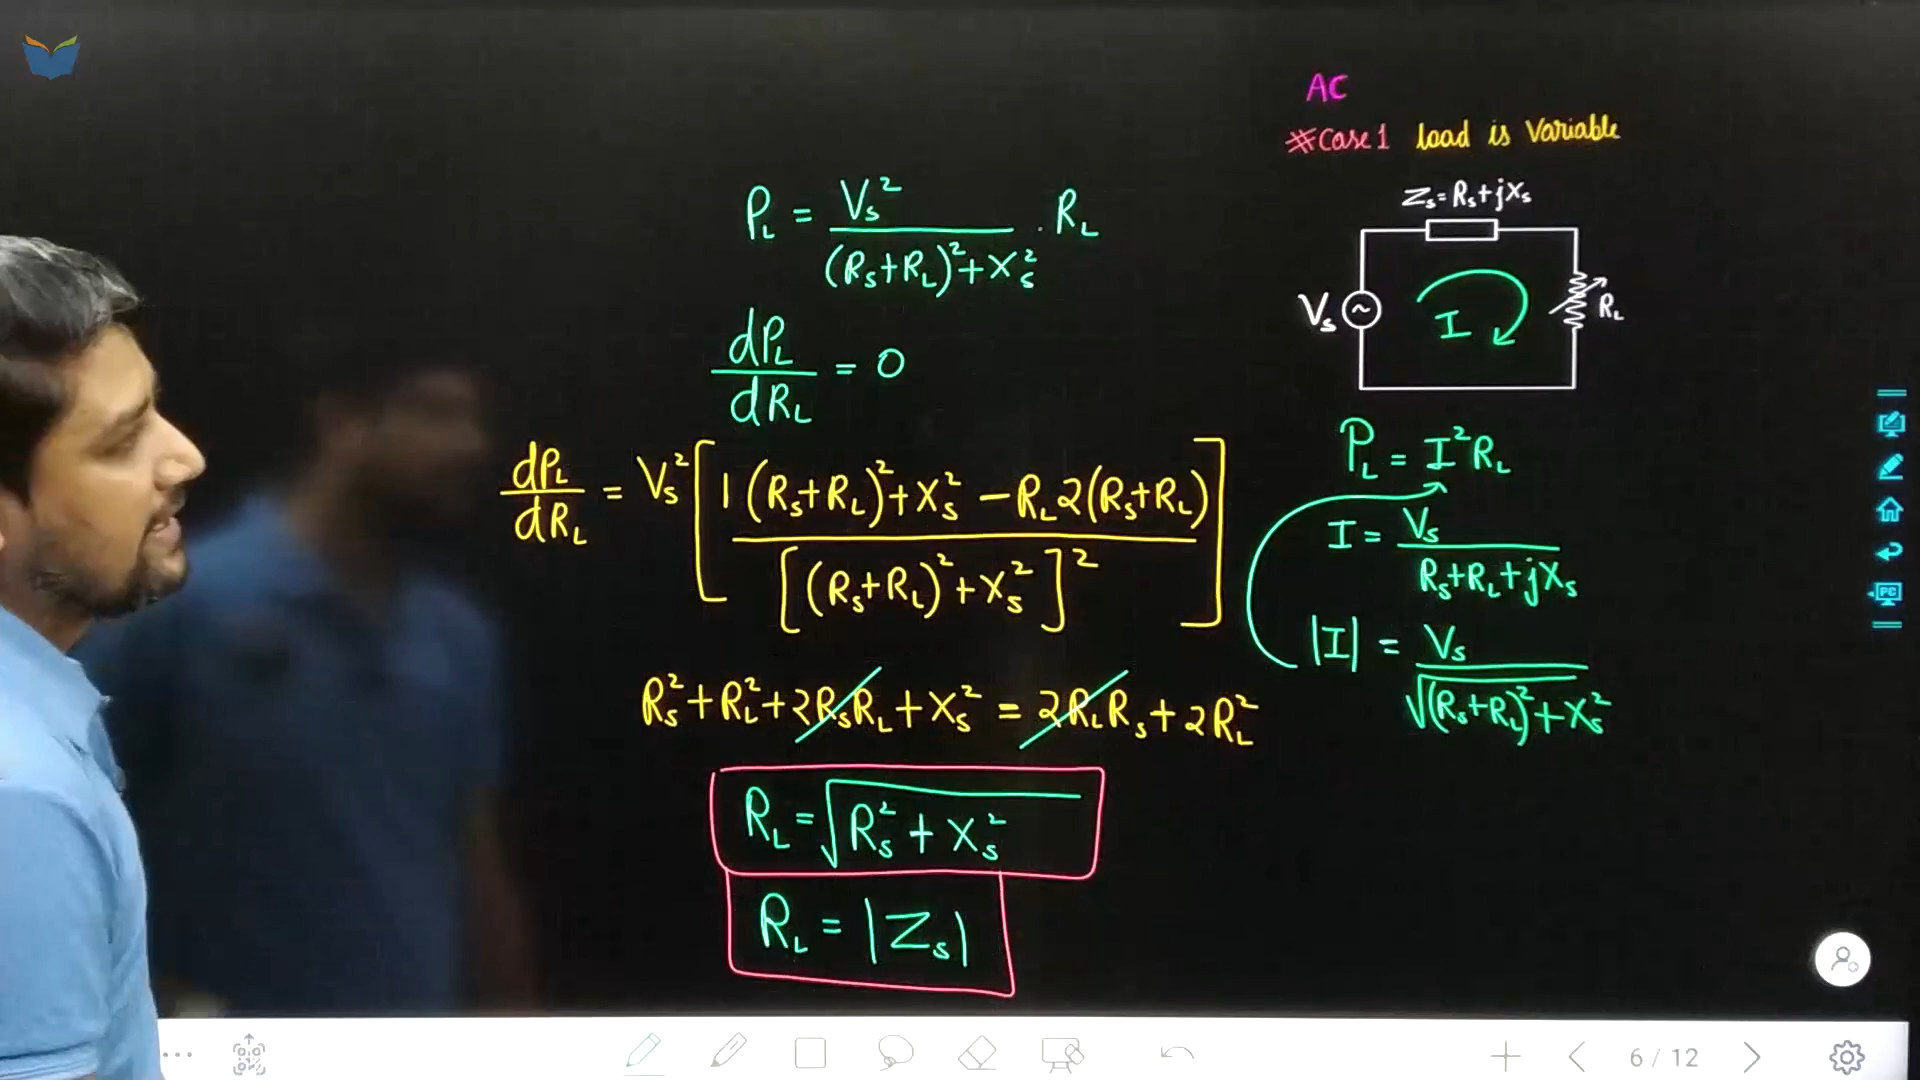 AC
#Case 1 load is Variable
Zs = Rs+jXs
Vs
I
RL
PL = Vs² / (Rs+RL)²+Xs² . RL
dPL/dRL = 0
dPL/dRL = Vs² [ 1 (Rs+RL)²+Xs² − RL 2(Rs+RL) / [(Rs+RL)²+Xs²]² ]
Rs²+RL²+2RsRL+Xs² = 2RLRs+2RL²
RL = √Rs² + Xs²
RL = |Zs|
PL = I²RL
I = Vs / Rs+RL+jXs
|I| = Vs / √(Rs+RL)²+Xs²
PC
6 / 12